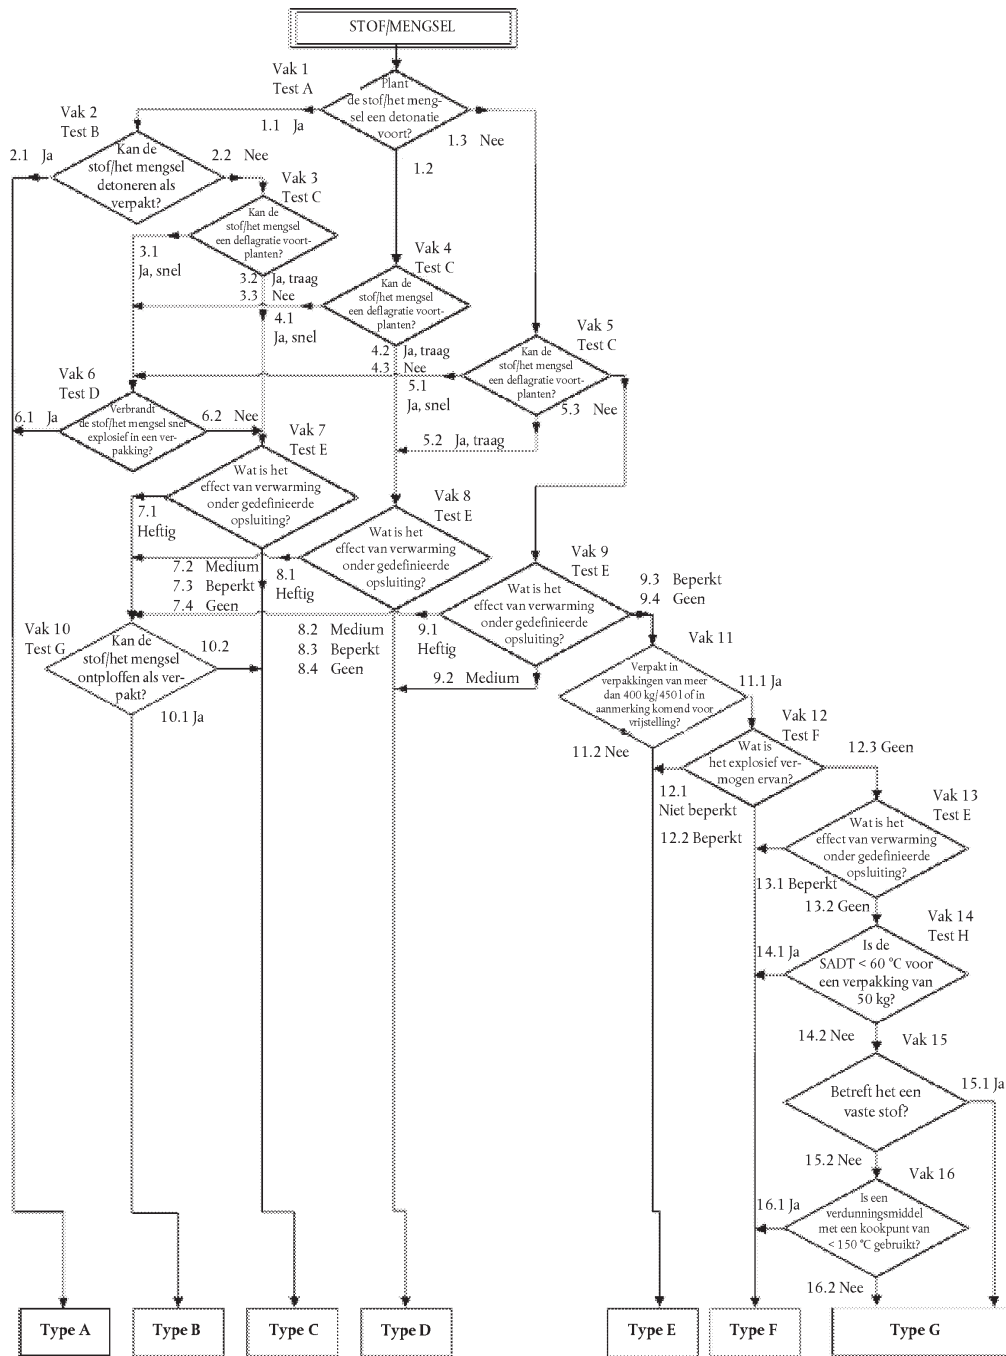 STOF/MENGSEL
Vak 1
Test A
Plant
de stof/het meng-
sel een detonatie
voort?
1.1 Ja
1.2
1.3 Nee
Vak 2
Test B
Kan de
stof/het mengsel
detoneren als
verpakt?
2.1 Ja
2.2 Nee
Vak 3
Test C
Kan de
stof/het mengsel
een deflagratie voort-
planten?
3.1
Ja, snel
3.2 Ja, traag
3.3 Nee
Vak 4
Test C
Kan de
stof/het mengsel
een deflagratie voort-
planten?
4.1
Ja, snel
4.2 Ja, traag
4.3 Nee
Vak 5
Test C
Kan de
stof/het mengsel
een deflagratie voort-
planten?
5.1
Ja, snel
5.2 Ja, traag
5.3 Nee
Vak 6
Test D
Verbrandt
de stof/het mengsel snel
explosief in een ver-
pakking?
6.1 Ja
6.2 Nee
Vak 7
Test E
Wat is het
effect van verwarming
onder gedefinieerde
opsluiting?
7.1
Heftig
7.2 Medium
7.3 Beperkt
7.4 Geen
Vak 8
Test E
Wat is het
effect van verwarming
onder gedefinieerde
opsluiting?
8.1
Heftig
8.2 Medium
8.3 Beperkt
8.4 Geen
Vak 9
Test E
Wat is het
effect van verwarming
onder gedefinieerde
opsluiting?
9.1
Heftig
9.2 Medium
9.3 Beperkt
9.4 Geen
Vak 10
Test G
Kan de
stof/het mengsel
ontploffen als ver-
pakt?
10.1 Ja
10.2
Vak 11
Verpakt in
verpakkingen van meer
dan 400 kg/450 l of in
aanmerking komend voor
vrijstelling?
11.1 Ja
11.2 Nee
Vak 12
Test F
Wat is
het explosief ver-
mogen ervan?
12.1
Niet beperkt
12.2 Beperkt
12.3 Geen
Vak 13
Test E
Wat is het
effect van verwarming
onder gedefinieerde
opsluiting?
13.1 Beperkt
13.2 Geen
Vak 14
Test H
Is de
SADT < 60 °C voor
een verpakking van
50 kg?
14.1 Ja
14.2 Nee
Vak 15
Betreft het een
vaste stof?
15.1 Ja
15.2 Nee
Vak 16
Is een
verdunningsmiddel
met een kookpunt van
< 150 °C gebruikt?
16.1 Ja
16.2 Nee
Type A
Type B
Type C
Type D
Type E
Type F
Type G